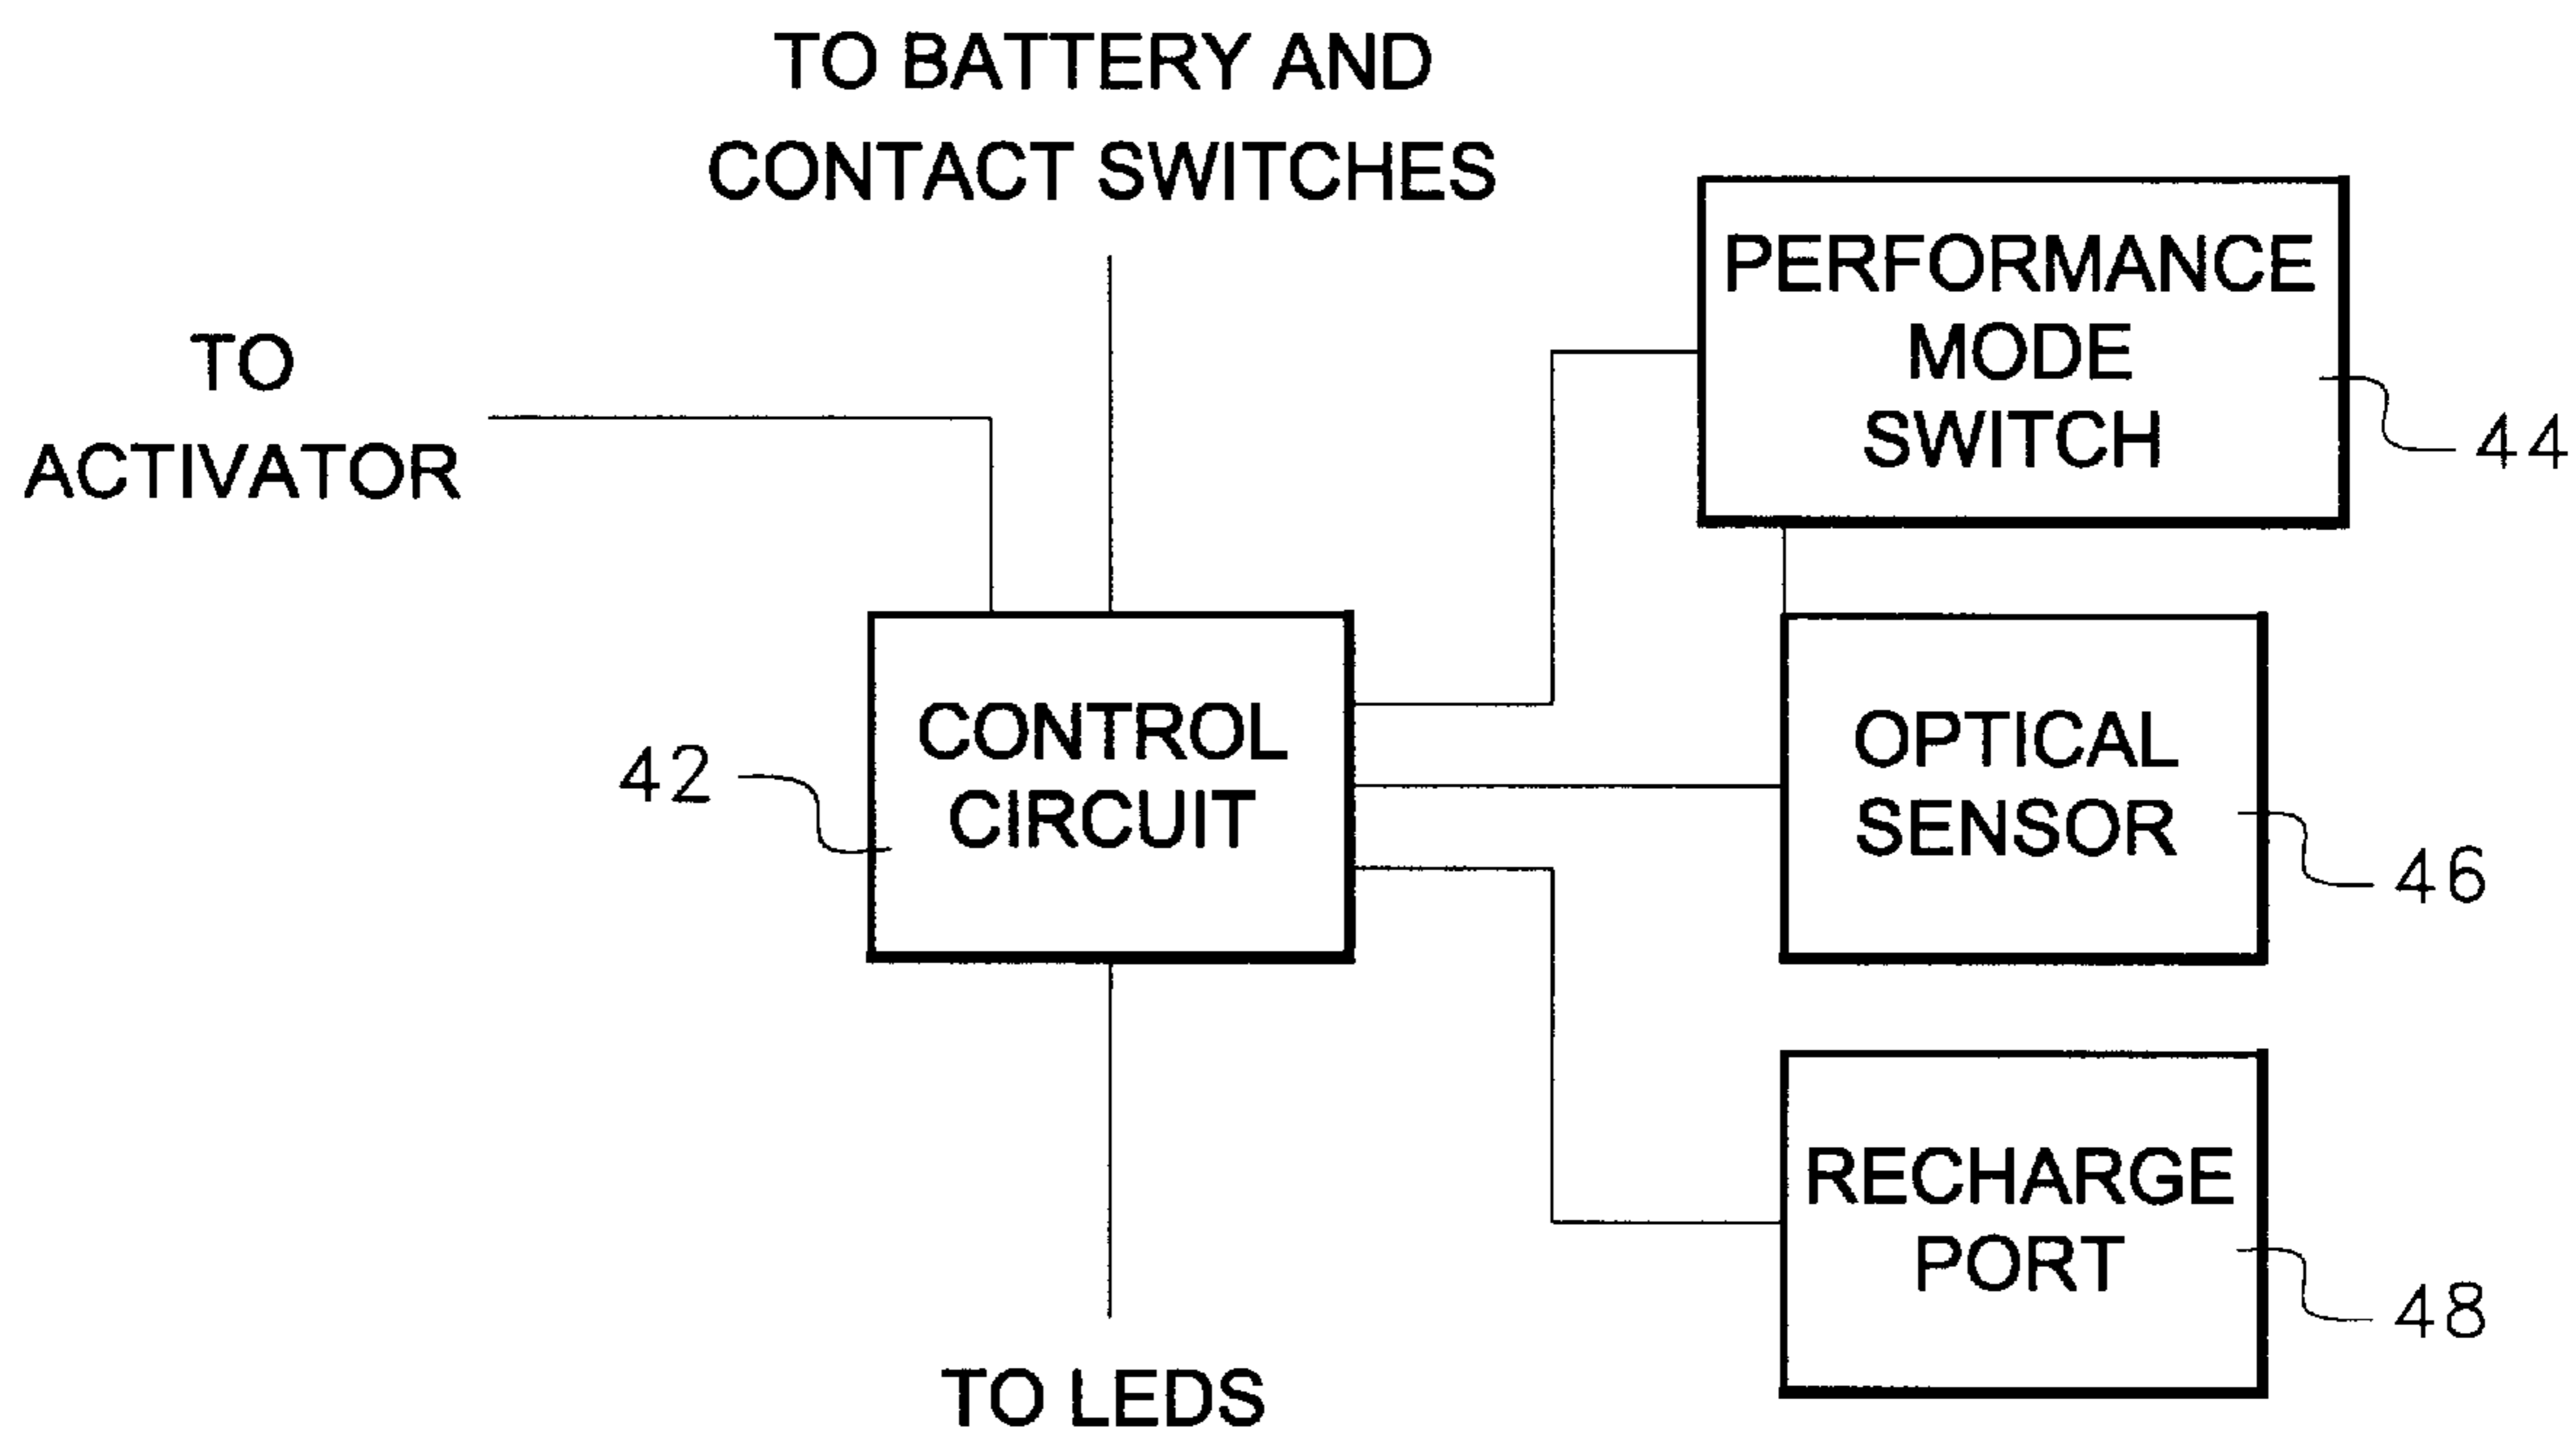 TO BATTERY AND
CONTACT SWITCHES
TO
ACTIVATOR
PERFORMANCE
MODE
SWITCH
44
CONTROL
CIRCUIT
42
OPTICAL
SENSOR
46
RECHARGE
PORT
48
TO LEDS